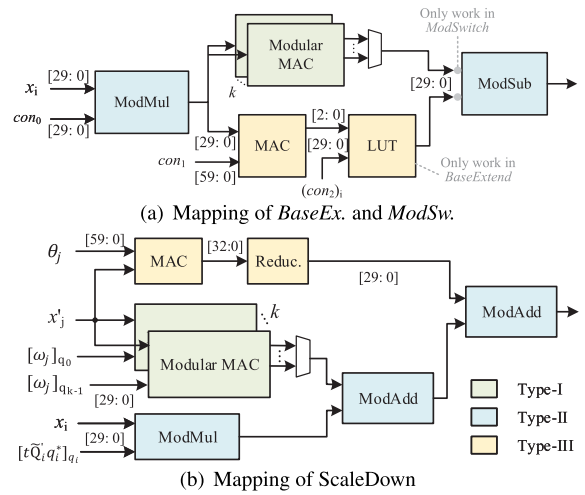 Only work in
ModSwitch
Modular
MAC
k
[29: 0]
x_i
[29: 0]
ModMul
con_0
[29: 0]
ModSub
[2: 0]
[29: 0]
MAC
[29: 0]
LUT
con_1
[59: 0]
(con_2)_i
Only work in
BaseExtend
(a) Mapping of BaseEx. and ModSw.
θ_j
[59: 0]
MAC
[32:0]
Reduc.
[29: 0]
x'_j
k
ModAdd
[ω_j]_{q_0}
Modular MAC
[ω_j]_{q_{k-1}}
[29: 0]
ModAdd
x_i
[29: 0]
ModMul
[tQ̃'_i q_i^*]_{q_i}
Type-I
Type-II
Type-III
(b) Mapping of ScaleDown